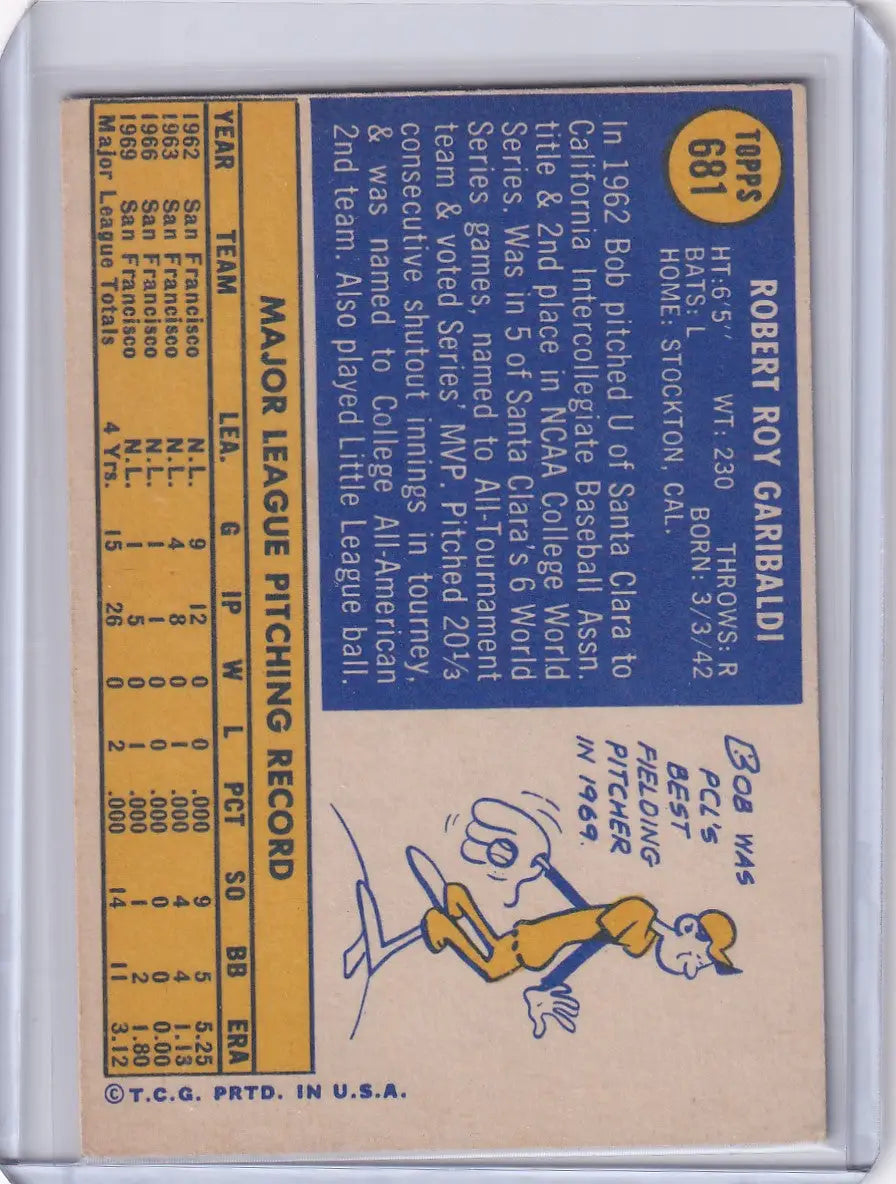 TOPPS
681
ROBERT ROY GARIBALDI
HT: 6'5" WT: 230 THROWS: R
BATS: L BORN: 3/3/42
HOME: STOCKTON, CAL.
In 1962 Bob pitched U of Santa Clara to
California Intercollegiate Baseball Assn.
title & 2nd place in NCAA College World
Series. Was in 5 of Santa Clara's 6 World
Series games, named to All-Tournament
team & voted Series' MVP. Pitched 20⅓
consecutive shutout innings in tourney,
& was named to College All-American
2nd team. Also played Little League ball.
BOB WAS
PCL'S
BEST
FIELDING
PITCHER
IN 1969.
MAJOR LEAGUE PITCHING RECORD
YEAR TEAM LEA. G IP W L PCT SO BB ERA
1962 San Francisco N.L. 9 12 0 0 .000 9 5 5.25
1963 San Francisco N.L. 4 8 0 1 .000 4 4 1.13
1966 San Francisco N.L. 1 1 0 0 .000 0 0 0.00
1969 San Francisco N.L. 1 5 0 1 .000 1 2 1.80
Major League Totals 4 Yrs. 15 26 0 2 .000 14 11 3.12
©T.C.G. PRTD. IN U.S.A.